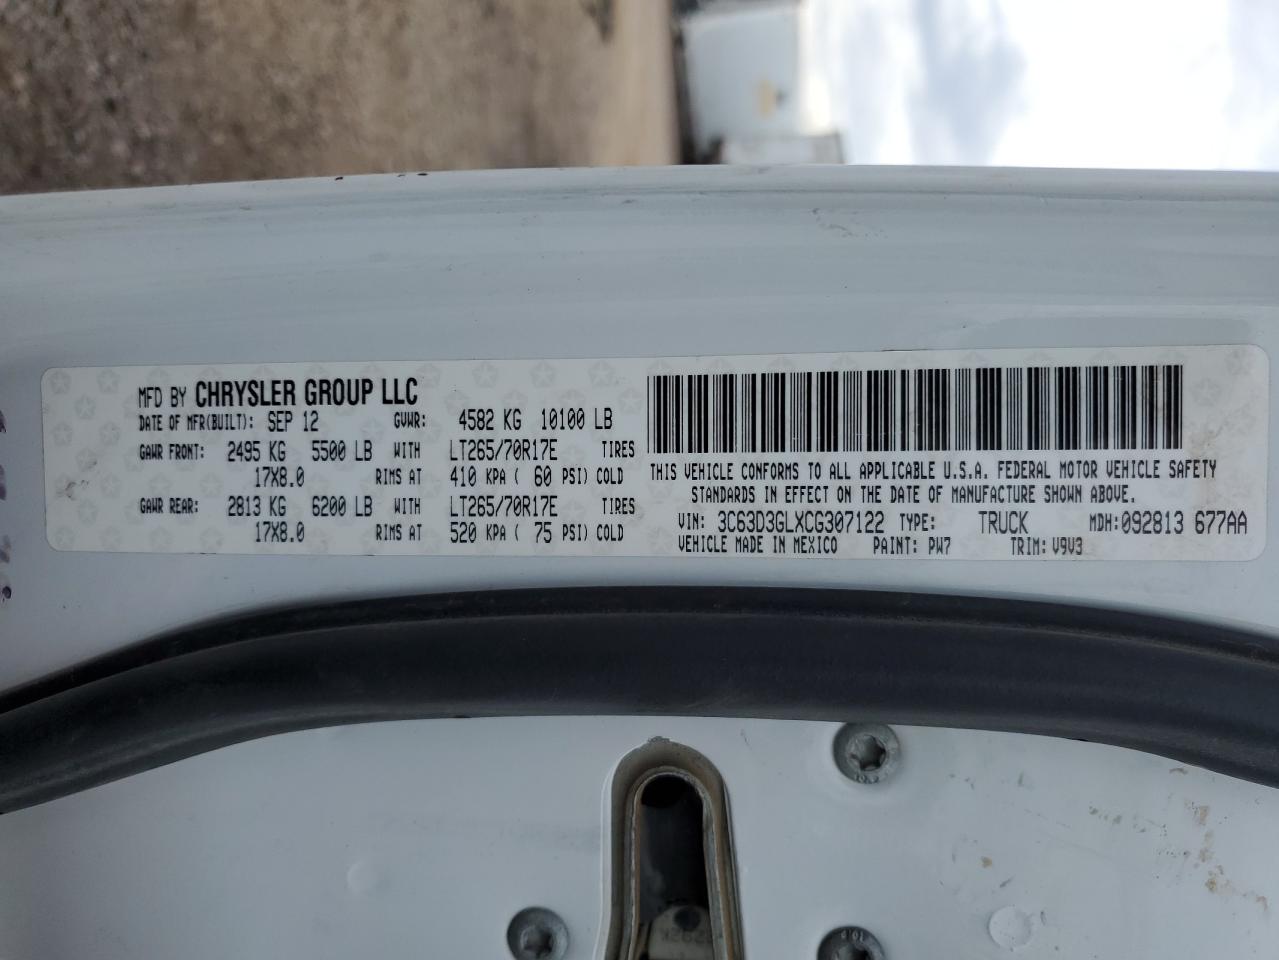 MFD BY CHRYSLER GROUP LLC
DATE OF MFR(BUILT): SEP 12 GVWR: 4582 KG 10100 LB
GAWR FRONT: 2495 KG 5500 LB WITH LT265/70R17E TIRES
17X8.0 RIMS AT 410 KPA ( 60 PSI) COLD
GAWR REAR: 2813 KG 6200 LB WITH LT265/70R17E TIRES
17X8.0 RIMS AT 520 KPA ( 75 PSI) COLD
THIS VEHICLE CONFORMS TO ALL APPLICABLE U.S.A. FEDERAL MOTOR VEHICLE SAFETY
STANDARDS IN EFFECT ON THE DATE OF MANUFACTURE SHOWN ABOVE.
VIN: 3C63D3GLXCG307122 TYPE: TRUCK MDH:092813 677AA
VEHICLE MADE IN MEXICO PAINT: PW7 TRIM: V9V3